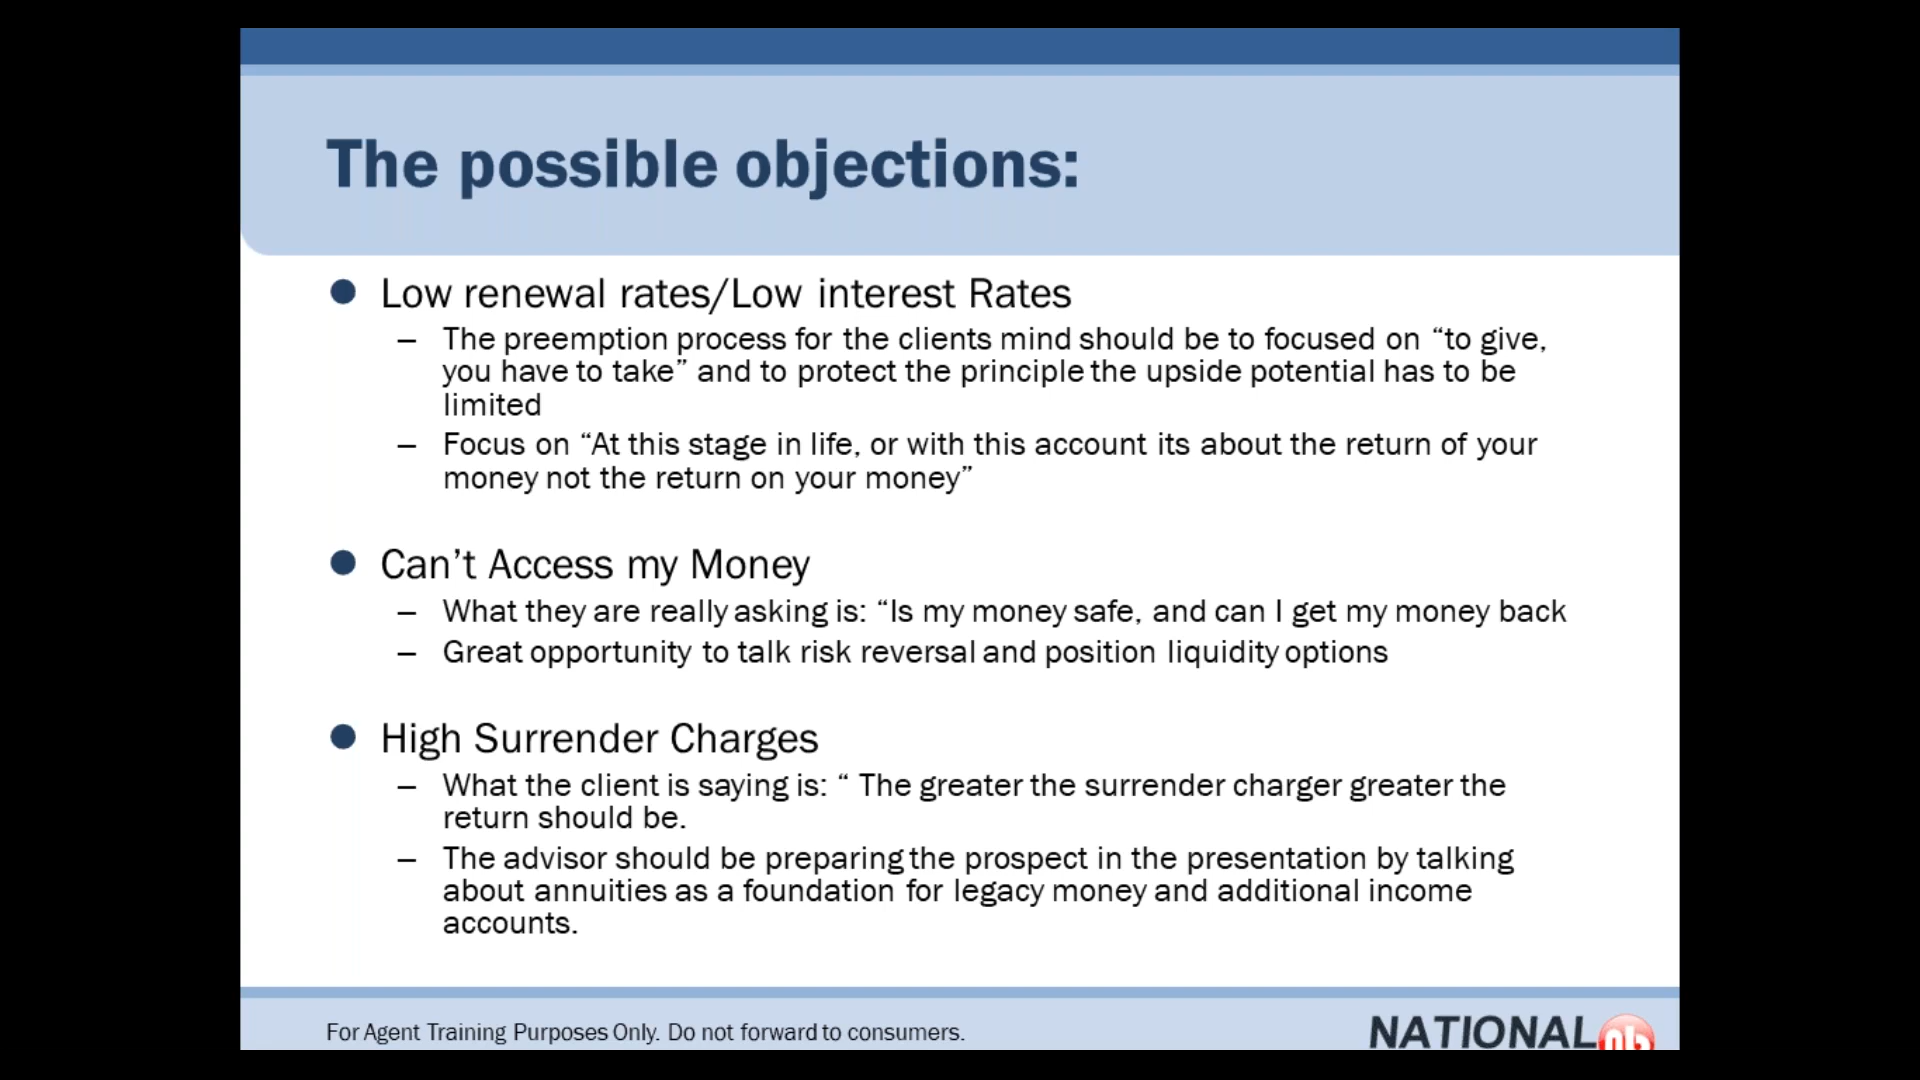 The possible objections:
Low renewal rates/Low interest Rates
– The preemption process for the clients mind should be to focused on “to give,
you have to take” and to protect the principle the upside potential has to be
limited
– Focus on “At this stage in life, or with this account its about the return of your
money not the return on your money”
Can’t Access my Money
– What they are really asking is: “Is my money safe, and can I get my money back
– Great opportunity to talk risk reversal and position liquidity options
High Surrender Charges
– What the client is saying is: “ The greater the surrender charger greater the
return should be.
– The advisor should be preparing the prospect in the presentation by talking
about annuities as a foundation for legacy money and additional income
accounts.
For Agent Training Purposes Only. Do not forward to consumers.
NATIONAL nb